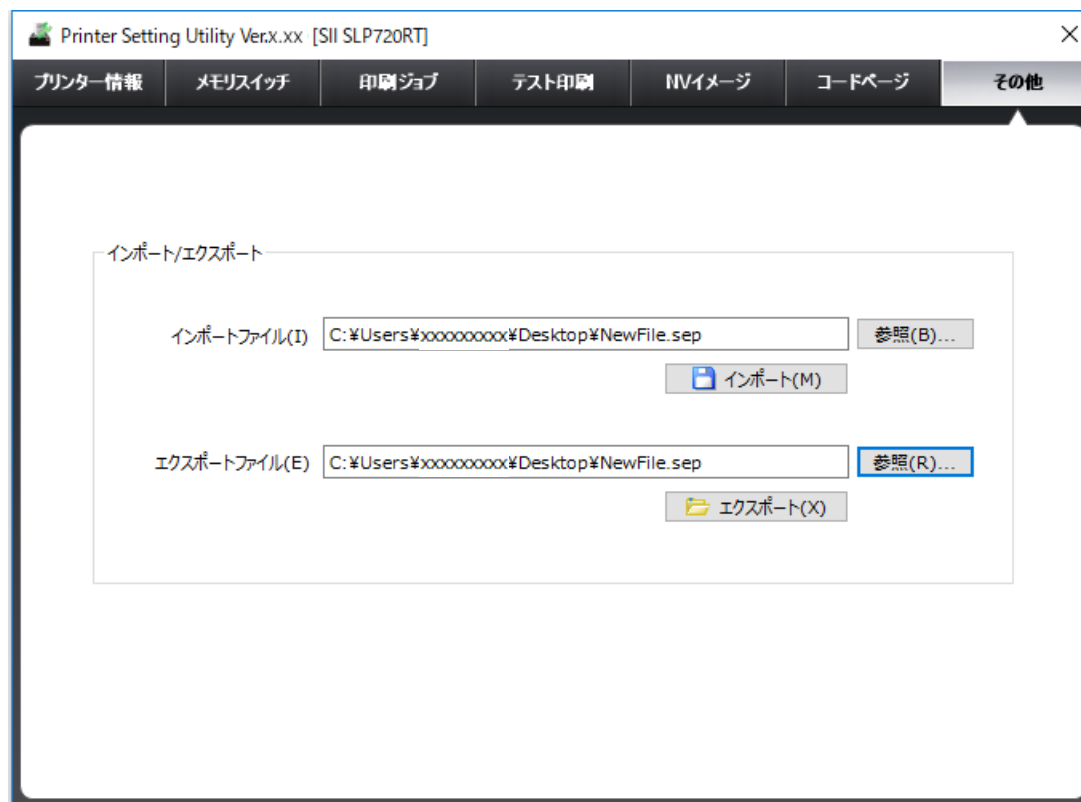 Printer Setting Utility Ver.x.xx [SII SLP720RT]
プリンター情報 メモリスイッチ 印刷ジョブ テスト印刷 NVイメージ コードページ その他
インポート/エクスポート
インポートファイル(I) C:¥Users¥xxxxxxxxx¥Desktop¥NewFile.sep 参照(B)...
インポート(M)
エクスポートファイル(E) C:¥Users¥xxxxxxxxx¥Desktop¥NewFile.sep 参照(R)...
エクスポート(X)